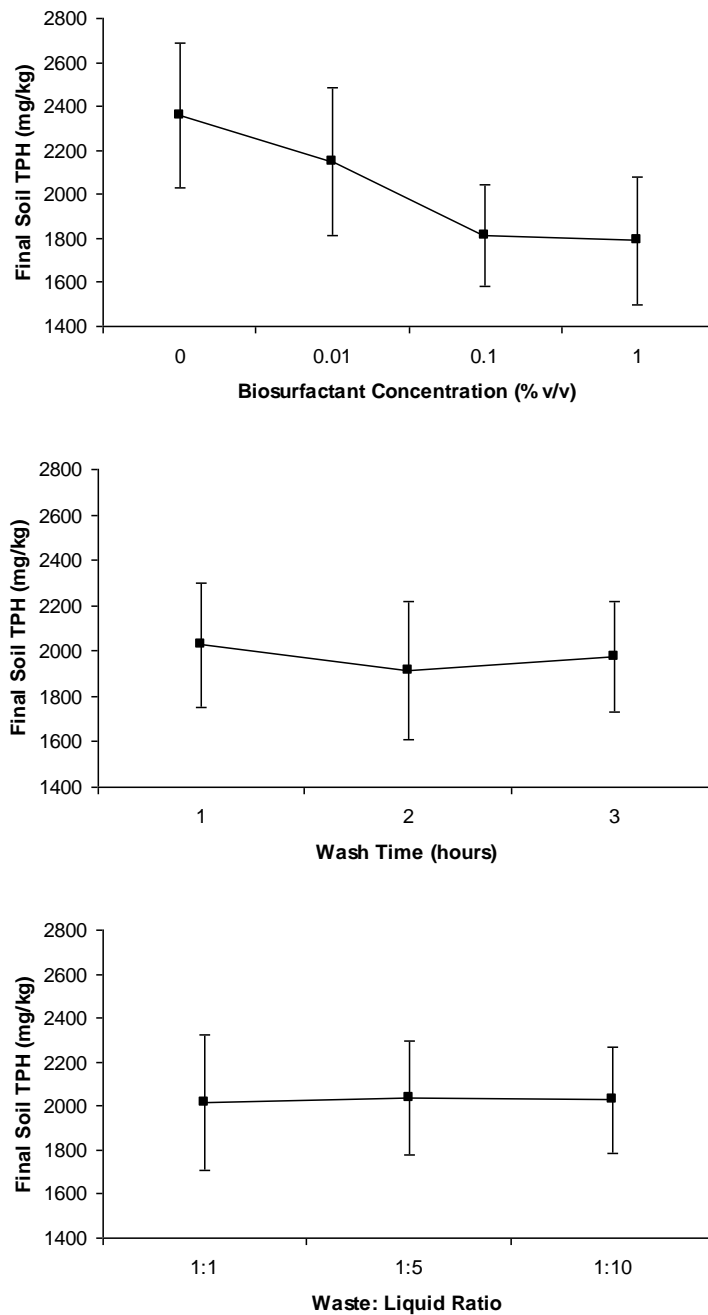 2800
2600
2400
2200
2000
1800
1600
1400
Final Soil TPH (mg/kg)
0 0.01 0.1 1
Biosurfactant Concentration (% v/v)
2800
2600
2400
2200
2000
1800
1600
1400
Final Soil TPH (mg/kg)
1 2 3
Wash Time (hours)
2800
2600
2400
2200
2000
1800
1600
1400
Final Soil TPH (mg/kg)
1:1 1:5 1:10
Waste: Liquid Ratio